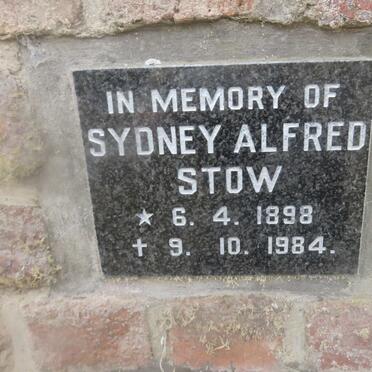 IN MEMORY OF
SYDNEY ALFRED
STOW
★ 6. 4. 1898
✝ 9. 10. 1984.